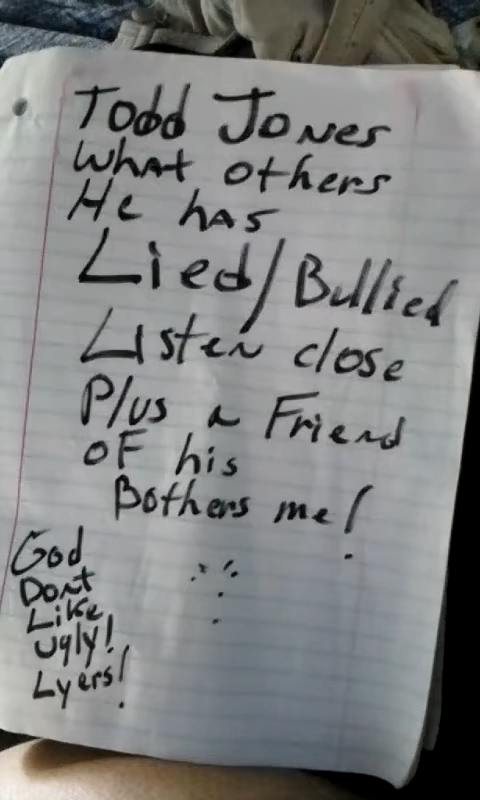 Todd Jones
What others
He has
Lied/Bullied
Listen close
Plus a Friend
OF his
Bothers me!
God
Dont
Like
Ugly!
Lyers!